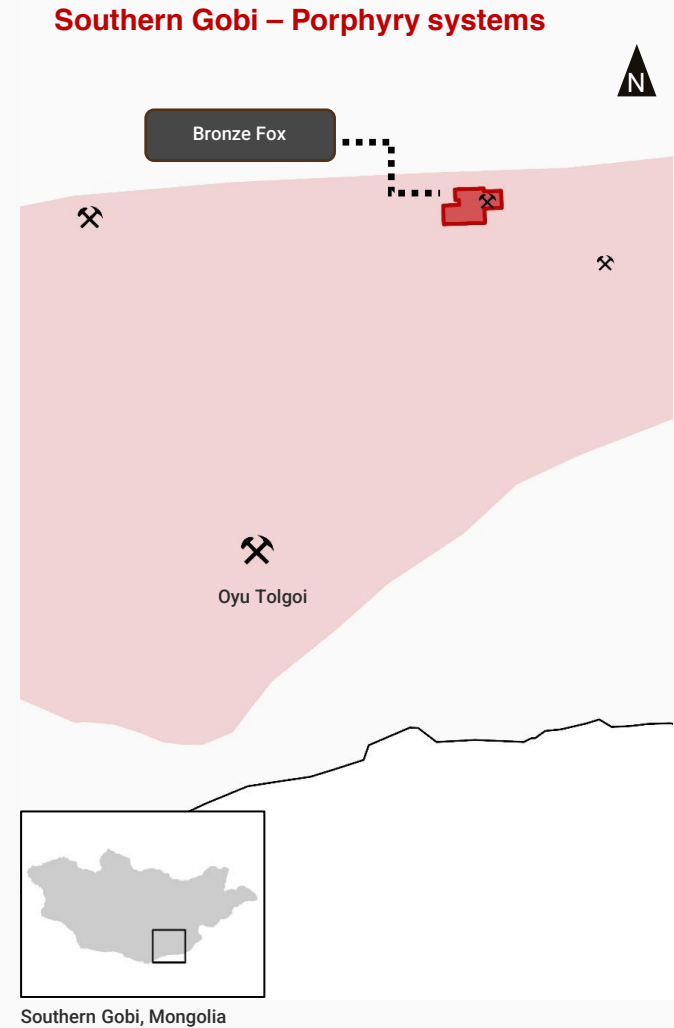 Southern Gobi – Porphyry systems
N
Bronze Fox
Oyu Tolgoi
Southern Gobi, Mongolia